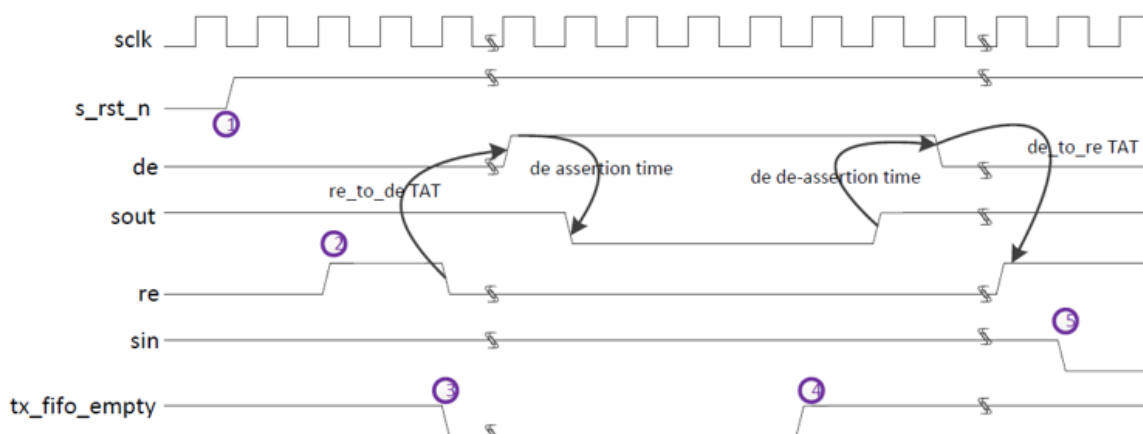 sclk
s_rst_n
1
de
de_to_re TAT
de assertion time
de de-assertion time
re_to_de TAT
sout
2
re
sin
5
tx_fifo_empty
3
4